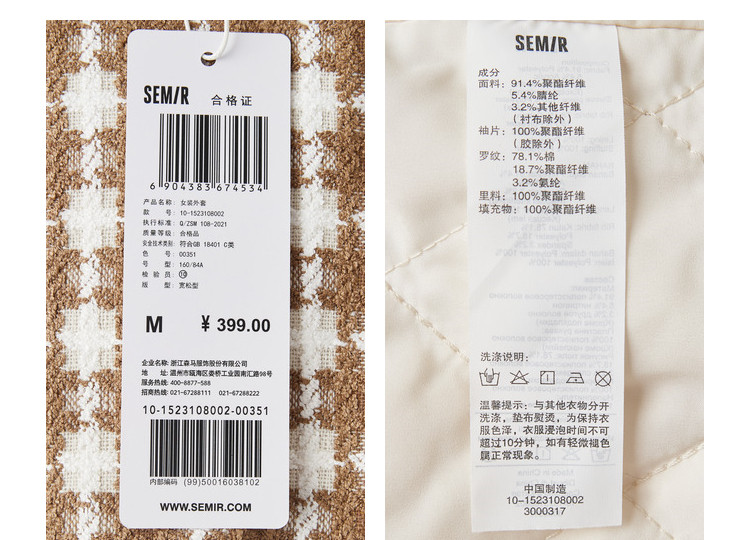 SEMIR 合格证
6 904383 674534
产品名称: 女装外套
款 号: 10-1523108002
执行标准: Q/ZSM 108-2021
质量等级: 合格品
安全技术类别: 符合GB 18401 C类
色 号: 00351
号 型: 160/84A
检 验 员: ⑩
版 型: 宽松型
M ¥ 399.00
企业名称: 浙江森马服饰股份有限公司
地 址: 温州市瓯海区娄桥工业园南汇路98号
服务热线: 400-8877-588
招商热线: 021-67288111 021-67288222
10-1523108002-00351
内部编码 (99)50016038102
WWW.SEMIR.COM
SEMIR
成分
面料: 91.4%聚酯纤维
5.4%腈纶
3.2%其他纤维
(衬布除外)
袖片: 100%聚酯纤维
(胶除外)
罗纹: 78.1%棉
18.7%聚酯纤维
3.2%氨纶
里料: 100%聚酯纤维
填充物: 100%聚酯纤维
洗涤说明:
温馨提示: 与其他衣物分开
洗涤, 垫布熨烫, 为保持衣
服色泽, 衣服浸泡时间不可
超过10分钟, 如有轻微褪色
属正常现象。
中国制造
10-1523108002
3000317